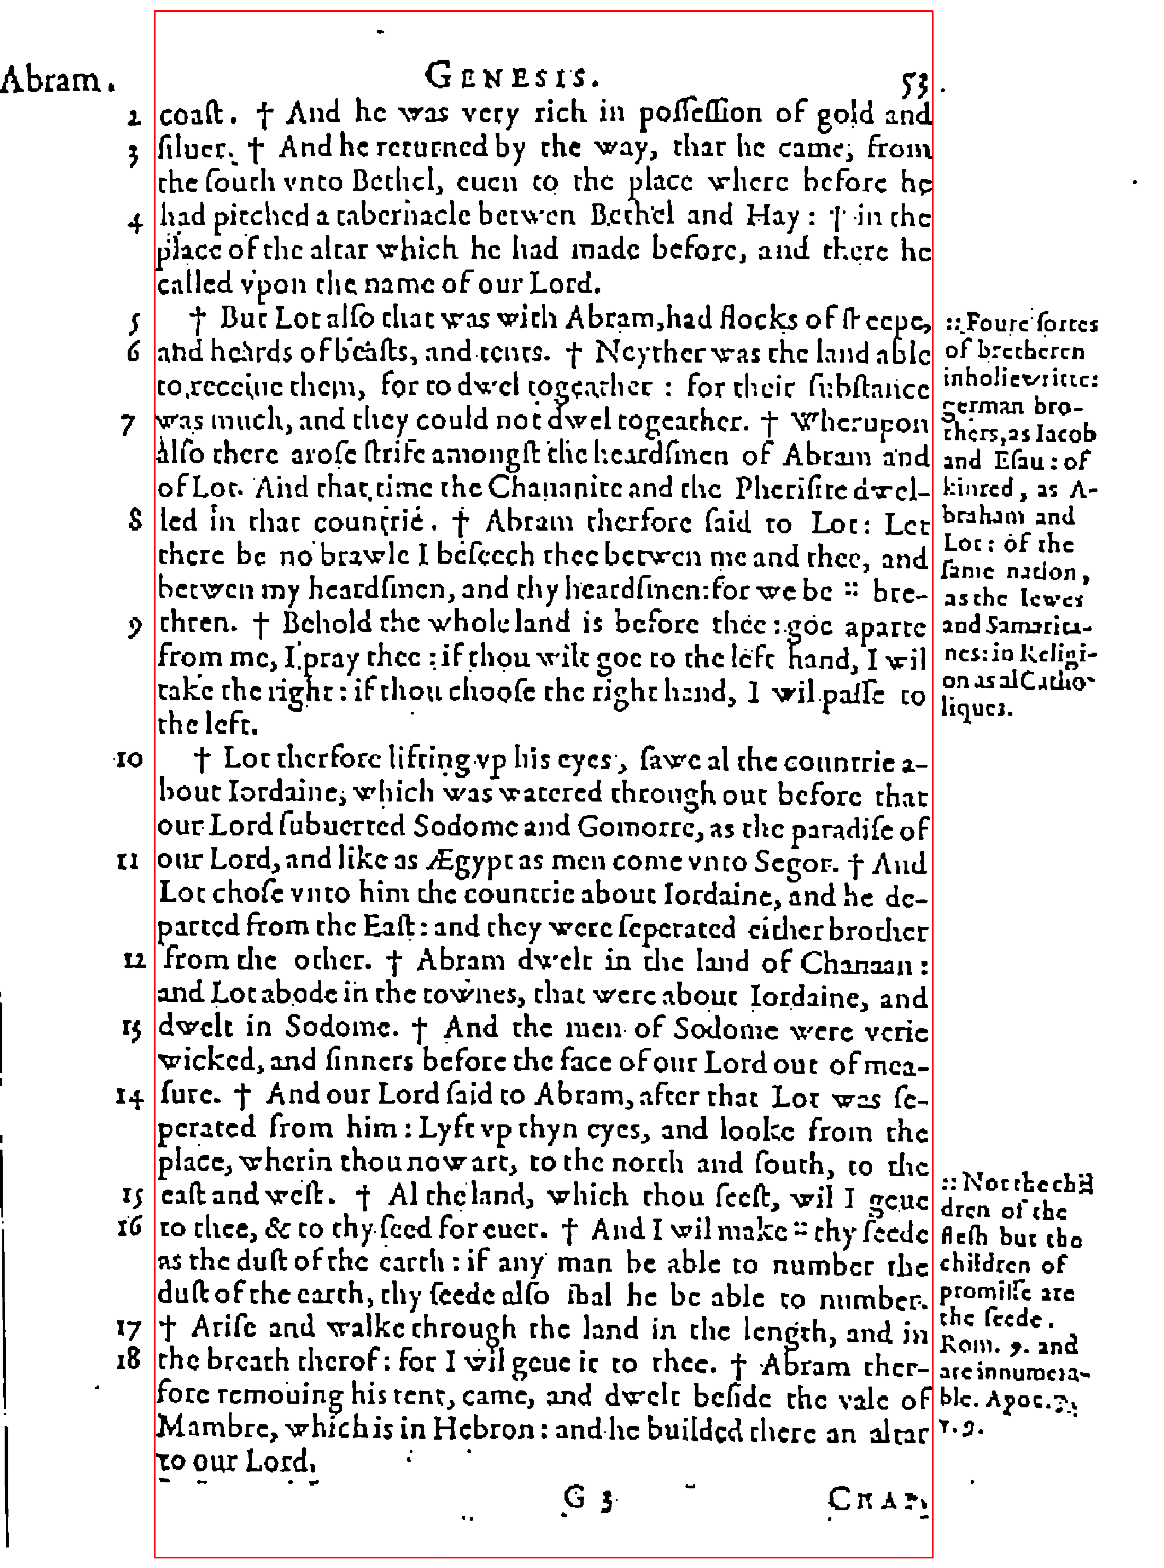 Abram. GENESIS. 53.
2 coaſt. † And he was very rich in poſſeſſion of gold and
3 ſiluer. † And he returned by the way, that he came, from
the ſouth vnto Bethel, euen to the place where before he
4 had pitched a tabernacle betwen Bethel and Hay: † in the
place of the altar which he had made before, and there he
called vpon the name of our Lord.
5 † But Lot alſo that was with Abram, had flocks of ſheepe,
6 and heards of beaſts, and tents. † Neyther was the land able
to receiue them, for to dwel togeather: for their ſubſtance
7 was much, and they could not dwel togeather. † Wherupon
alſo there aroſe ſtrife amongſt the heardſmen of Abram and
of Lot. And that time the Chananite and the Pheriſite dwel-
8 led in that countrie. † Abram therfore ſaid to Lot: Let
there be no brawle I beſeech thee betwen me and thee, and
betwen my heardſmen, and thy heardſmen: for we be :: bre-
9 thren. † Behold the whole land is before thee: goe aparte
from me, I pray thee: if thou wilt goe to the left hand, I wil
take the right: if thou chooſe the right hand, I wil paſſe to
the left.
10 † Lot therfore lifting vp his eyes, ſawe al the countrie a-
bout Iordaine, which was watered through out before that
our Lord ſubuerted Sodome and Gomorre, as the paradiſe of
11 our Lord, and like as Ægypt as men come vnto Segor. † And
Lot choſe vnto him the countrie about Iordaine, and he de-
parted from the Eaſt: and they were ſeperated either brother
12 from the other. † Abram dwelt in the land of Chanaan:
and Lot abode in the townes, that were about Iordaine, and
13 dwelt in Sodome. † And the men of Sodome were verie
wicked, and ſinners before the face of our Lord out of mea-
14 ſure. † And our Lord ſaid to Abram, after that Lot was ſe-
perated from him: Lyft vp thyn eyes, and looke from the
place, wherin thou now art, to the north and ſouth, to the
15 eaſt and weſt. † Al the land, which thou ſeeſt, wil I geue
16 to thee, & to thy ſeed for euer. † And I wil make :: thy ſeede
as the duſt of the earth: if any man be able to number the
duſt of the earth, thy ſeede alſo ſhal he be able to number.
17 † Ariſe and walke through the land in the length, and in
18 the breath therof: for I wil geue it to thee. † Abram ther-
fore remouing his tent, came, and dwelt beſide the vale of
Mambre, which is in Hebron: and he builded there an altar
to our Lord.
:: Foure ſortes
of bretheren
in holie write:
german bro-
thers, as Iacob
and Eſau: of
kinred, as A-
braham and
Lot: of the
ſame nation,
as the Iewes
and Samarita-
nes: in Religi-
on as al Catho-
liques.
:: Not the chil
dren of the
fleſh but the
children of
promiſſe are
the ſeede.
Rom. 9. and
are innumera-
ble. Apoc. 7.
v. 9.
G 3 CHAP.